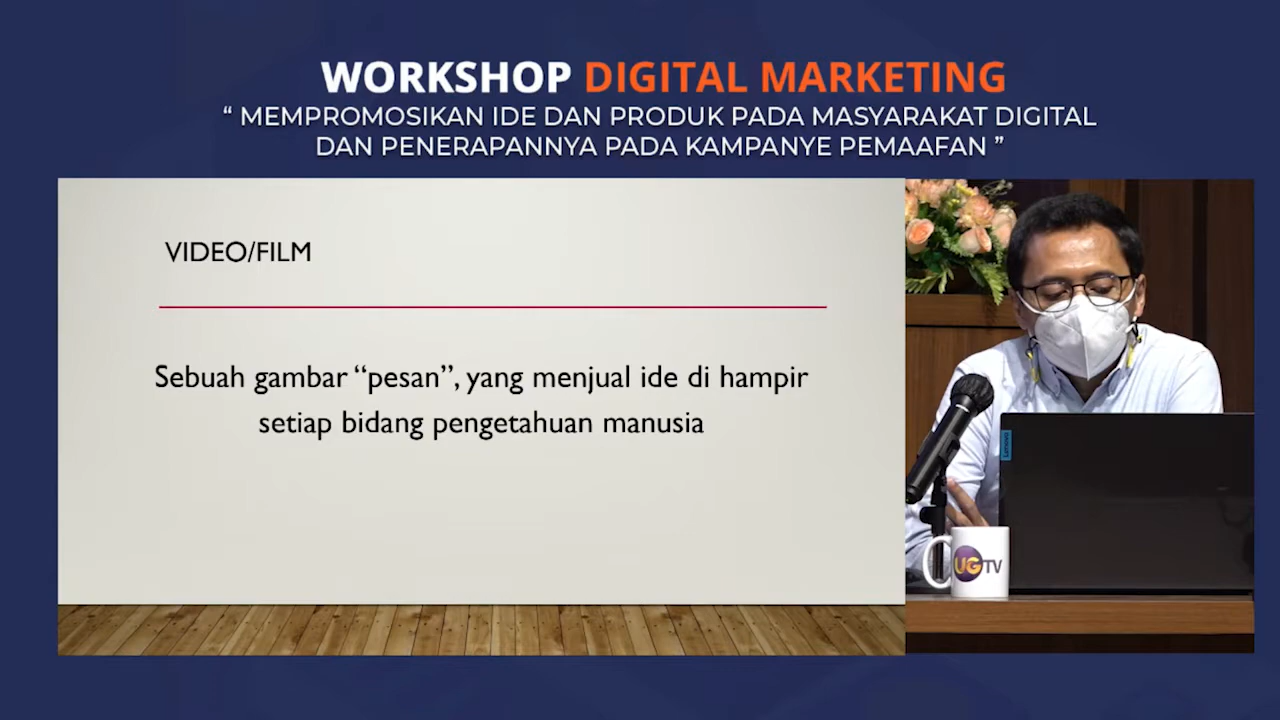 WORKSHOP DIGITAL MARKETING
“ MEMPROMOSIKAN IDE DAN PRODUK PADA MASYARAKAT DIGITAL
DAN PENERAPANNYA PADA KAMPANYE PEMAAFAN ”
VIDEO/FILM
Sebuah gambar “pesan”, yang menjual ide di hampir
setiap bidang pengetahuan manusia
Lenovo
UGTV